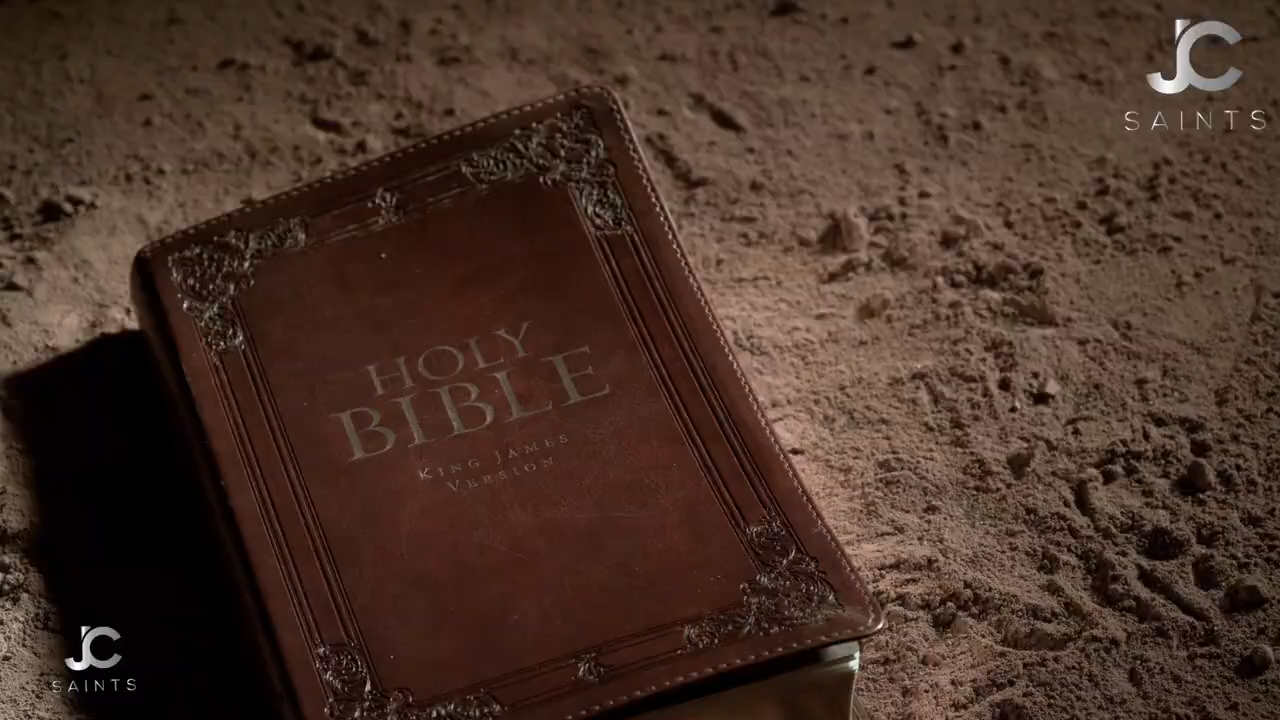 JC
SAINTS
HOLY
BIBLE
KING JAMES
VERSION
JC
SAINTS